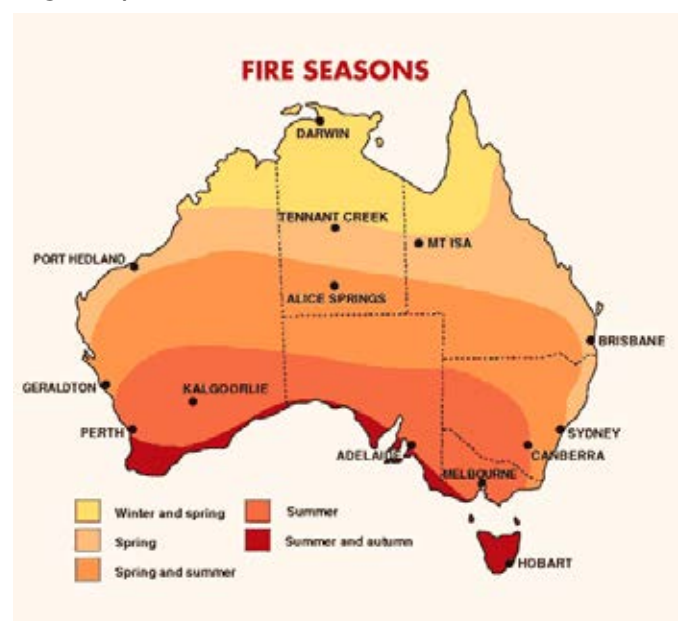 FIRE SEASONS
DARWIN
TENNANT CREEK
MT ISA
PORT HEDLAND
ALICE SPRINGS
BRISBANE
GERALDTON
KALGOORLIE
PERTH
SYDNEY
ADELAIDE
CANBERRA
MELBOURNE
Winter and spring
Summer
Spring
Summer and autumn
Spring and summer
HOBART